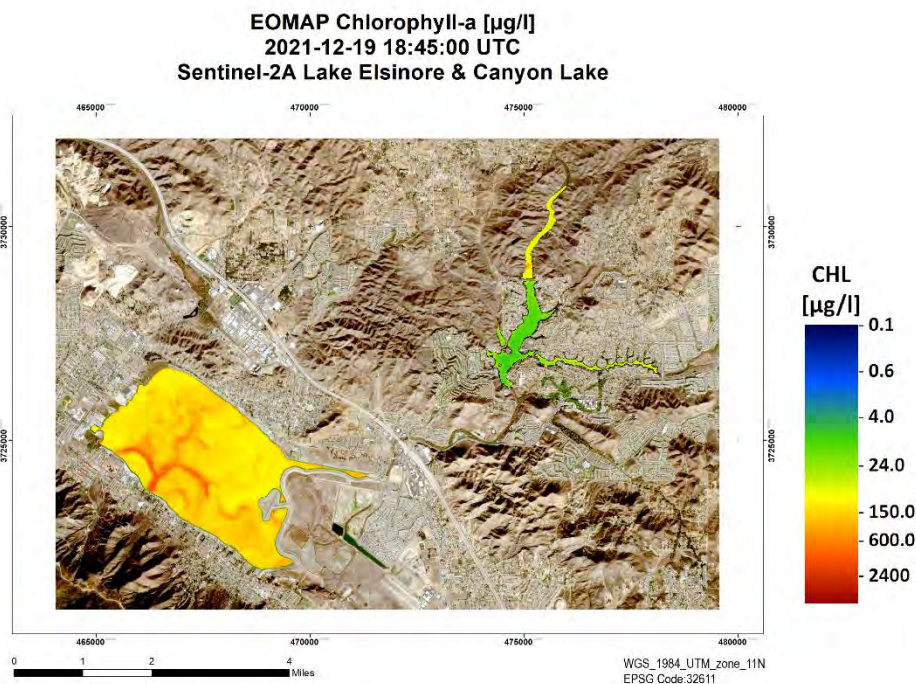 EOMAP Chlorophyll-a [µg/l]
2021-12-19 18:45:00 UTC
Sentinel-2A Lake Elsinore & Canyon Lake
465000 470000 475000 480000
3730000 3730000
3725000 3725000
CHL
[µg/l]
0.1
0.6
4.0
24.0
150.0
600.0
2400
465000 470000 475000 480000
0 1 2 4
Miles
WGS_1984_UTM_zone_11N
EPSG Code:32611